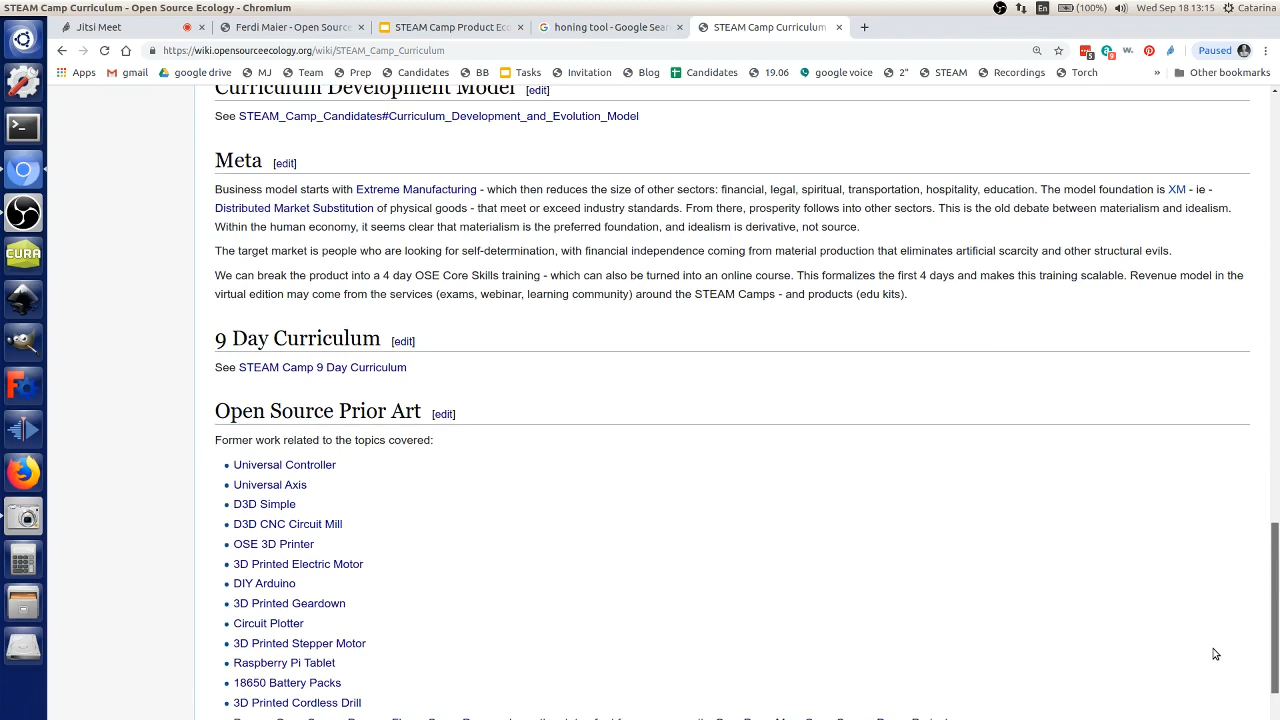 STEAM Camp Curriculum - Open Source Ecology - Chromium
En (100%) Wed Sep 18 13:15 Catarina
Jitsi Meet
Ferdi Maier - Open Source
STEAM Camp Product Eco
honing tool - Google Sear
STEAM Camp Curriculum
https://wiki.opensourceecology.org/wiki/STEAM_Camp_Curriculum
Paused
Apps gmail google drive MJ Team Prep Candidates BB Tasks Invitation Blog Candidates 19.06 google voice 2" STEAM Recordings Torch » Other bookmarks
Curriculum Development Model [edit]
See STEAM_Camp_Candidates#Curriculum_Development_and_Evolution_Model
Meta [edit]
Business model starts with Extreme Manufacturing - which then reduces the size of other sectors: financial, legal, spiritual, transportation, hospitality, education. The model foundation is XM - ie -
Distributed Market Substitution of physical goods - that meet or exceed industry standards. From there, prosperity follows into other sectors. This is the old debate between materialism and idealism.
Within the human economy, it seems clear that materialism is the preferred foundation, and idealism is derivative, not source.
The target market is people who are looking for self-determination, with financial independence coming from material production that eliminates artificial scarcity and other structural evils.
We can break the product into a 4 day OSE Core Skills training - which can also be turned into an online course. This formalizes the first 4 days and makes this training scalable. Revenue model in the
virtual edition may come from the services (exams, webinar, learning community) around the STEAM Camps - and products (edu kits).
9 Day Curriculum [edit]
See STEAM Camp 9 Day Curriculum
Open Source Prior Art [edit]
Former work related to the topics covered:
Universal Controller
Universal Axis
D3D Simple
D3D CNC Circuit Mill
OSE 3D Printer
3D Printed Electric Motor
DIY Arduino
3D Printed Geardown
Circuit Plotter
3D Printed Stepper Motor
Raspberry Pi Tablet
18650 Battery Packs
3D Printed Cordless Drill
CURA